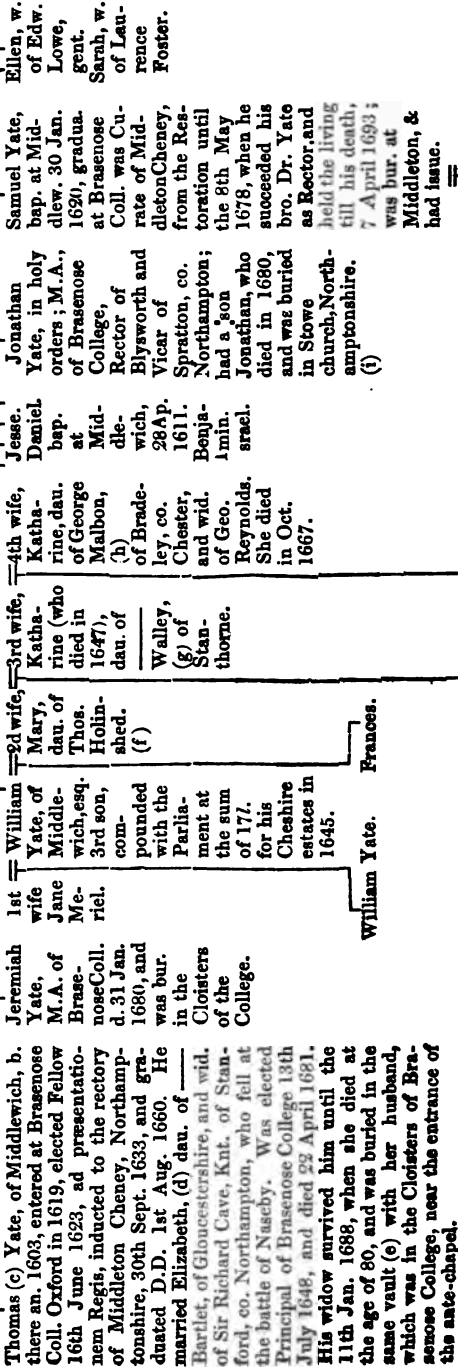 Thomas (c) Yate, of Middlewich, b.
there an. 1603, entered at Brasenose
Coll. Oxford in 1619, elected Fellow
16th June 1623, ad præsentatio-
nem Regis, inducted to the rectory
of Middleton Cheney, Northamp-
tonshire, 30th Sept. 1633, and gra-
duated D.D. 1st Aug. 1660. He
married Elizabeth, (d) dau. of ——
Bartlet, of Gloucestershire, and wid.
of Sir Richard Cave, Knt. of Stan-
ford, co. Northampton, who fell at
the battle of Naseby. Was elected
Principal of Brasenose College 13th
July 1648, and died 22 April 1681.
His widow survived him until the
11th Jan. 1688, when she died at
the age of 80, and was buried in the
same vault (e) with her husband,
which was in the Cloisters of Bra-
senose College, near the entrance of
the ante-chapel.
Jeremiah
Yate,
M.A. of
Brase-
noseColl.
d. 31 Jan.
1680, and
was bur.
in the
Cloisters
of the
College.
1st
wife
Jane
Me-
riel.
= William
Yate, of
Middle-
wich,esq.
3rd son,
com-
pounded
with the
Parlia-
ment at
the sum
of 17l.
for his
Cheshire
estates in
1645.
=2d wife,
Mary,
dau. of
Thos.
Holin-
shed.
(f)
=3rd wife,
Katha-
rine (who
died in
1647),
dau. of
——
Walley,
(g) of
Stan-
thorne.
=4th wife,
Katha-
rine, dau.
of George
Malbon,
(h)
of Brade-
ley, co.
Chester,
and wid.
of Geo.
Reynolds.
She died
in Oct.
1667.
Jesse.
Daniel.
bap.
at
Mid-
dle-
wich,
28Ap.
1611.
Benja-
min.
srael.
Jonathan
Yate, in holy
orders; M.A.,
of Brasenose
College,
Rector of
Blysworth and
Vicar of
Spratton, co.
Northampton;
had a son
Jonathan, who
died in 1680,
and was buried
in Stowe
church,North-
amptonshire.
(i)
Samuel Yate,
bap. at Mid-
dlew. 30 Jan.
1620, gradua.
at Brasenose
Coll. was Cu-
rate of Mid-
dletonCheney,
from the Res-
toration until
the 8th May
1678, when he
succeeded his
bro. Dr. Yate
as Rector.and
held the living
till his death,
7 April 1693;
was bur. at
Middleton, &
had issue.
=
Ellen, w.
of Edw.
Lowe,
gent.
Sarah, w.
of Lau-
rence
Foster.
William Yate.
Frances.